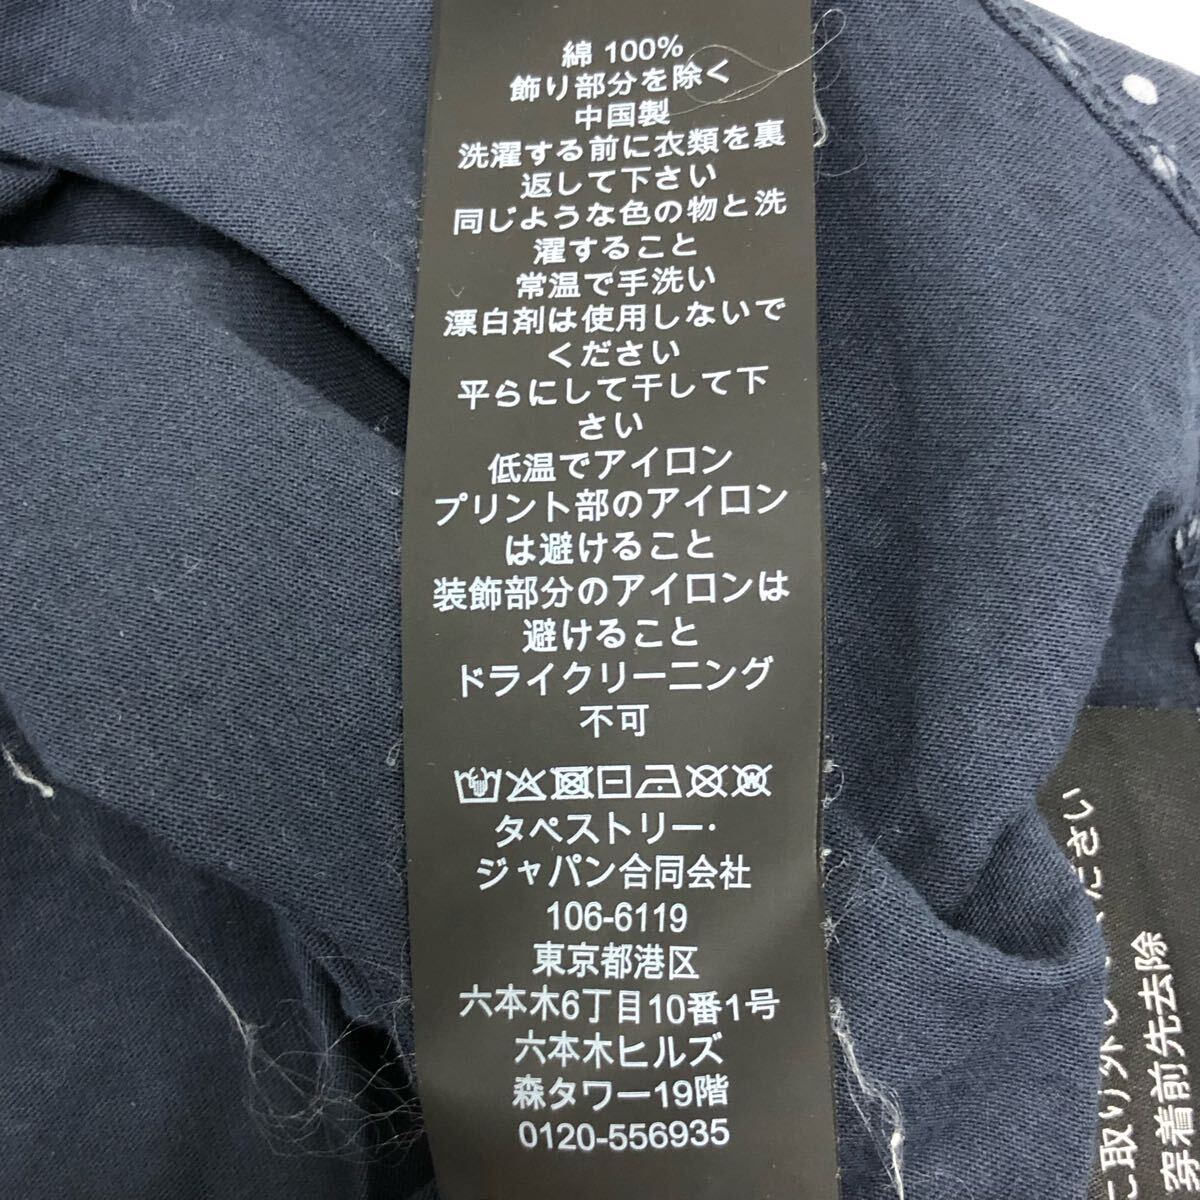 綿 100%
飾り部分を除く
中国製
洗濯する前に衣類を裏
返して下さい
同じような色の物と洗
濯すること
常温で手洗い
漂白剤は使用しないで
ください
平らにして干して下
さい
低温でアイロン
プリント部のアイロン
は避けること
装飾部分のアイロンは
避けること
ドライクリーニング
不可
タペストリー・
ジャパン合同会社
106-6119
東京都港区
六本木6丁目10番1号
六本木ヒルズ
森タワー19階
0120-556935
に取り外し
ださい
穿着前先去除